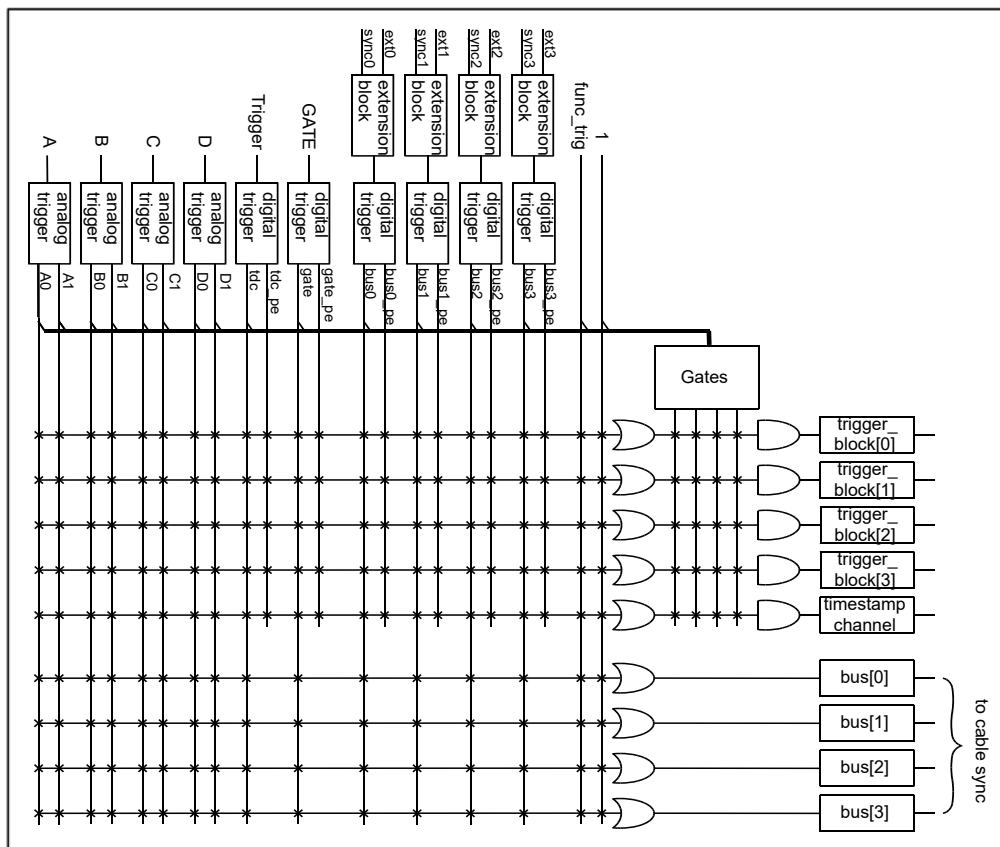 sync0
ext0
sync1
ext1
sync2
ext2
sync3
ext3
extension
block
extension
block
extension
block
extension
block
func_trig
1
A
B
C
D
Trigger
GATE
analog
trigger
analog
trigger
analog
trigger
analog
trigger
digital
trigger
digital
trigger
digital
trigger
digital
trigger
digital
trigger
digital
trigger
A0
A1
B0
B1
C0
C1
D0
D1
tdc
tdc_pe
gate
gate_pe
bus0
bus0_pe
bus1
bus1_pe
bus2
bus2_pe
bus3
bus3_pe
Gates
trigger_
block[0]
trigger_
block[1]
trigger_
block[2]
trigger_
block[3]
timestamp
channel
bus[0]
bus[1]
bus[2]
bus[3]
to cable sync